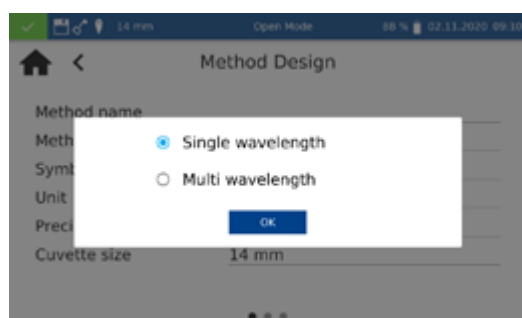 14 mm Open Mode 68 % 02.11.2020 09:10
Method Design
Method name
Meth
Single wavelength
Symb
Multi wavelength
Unit
OK
Preci
Cuvette size 14 mm